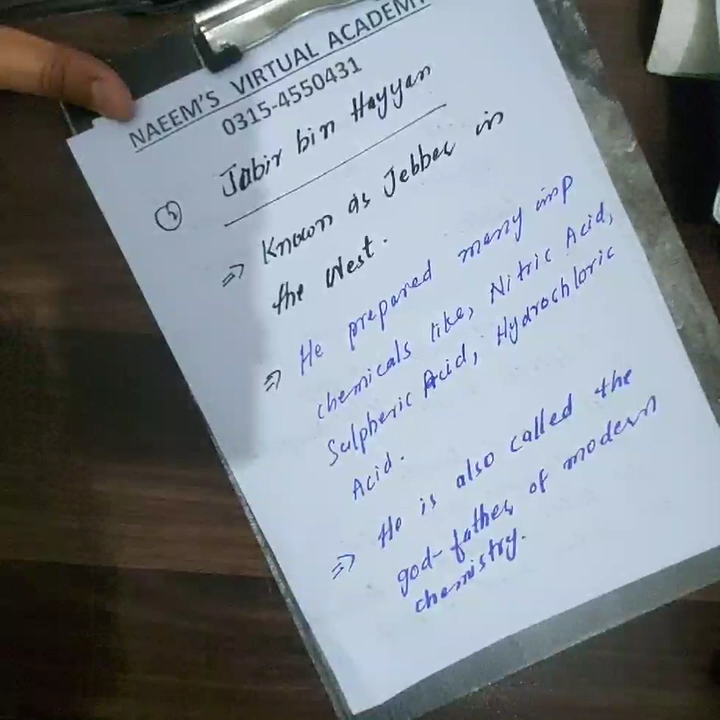 NAEEM'S VIRTUAL ACADEMY
0315-4550431
③ Jabir bin Hayyan
⇒ Known as Jebber in
the West.
⇒ He prepared many imp
chemicals like, Nitric Acid,
Sulpheric Acid, Hydrochloric
Acid.
⇒ He is also called the
god-father of modern
chemistry.